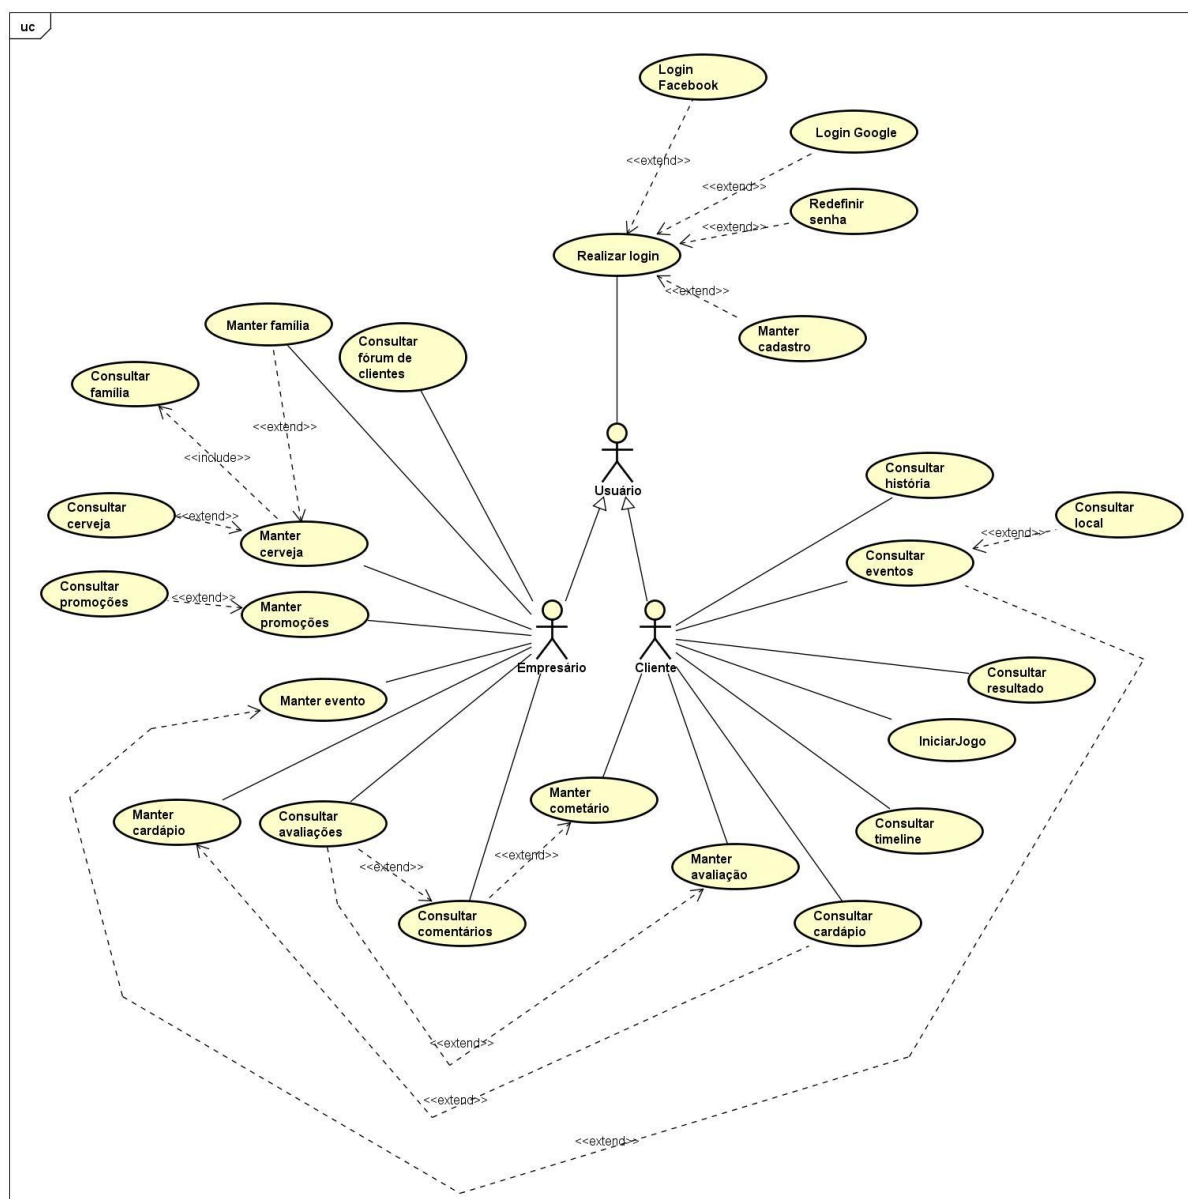 uc
Login
Facebook
Login Google
<<extend>>
<<extend>>
Redefinir
senha
<<extend>>
Realizar login
<<extend>>
Manter
cadastro
Manter família
Consultar
fórum de
clientes
Consultar
família
<<extend>>
<<include>>
Usuário
Consultar
história
Consultar
cerveja
<<extend>>
Manter
cerveja
Consultar
local
<<extend>>
Consultar
eventos
Consultar
promoções
<<extend>>
Manter
promoções
Empresário
Cliente
Consultar
resultado
Manter evento
IniciarJogo
Manter
cardápio
Consultar
avaliações
Manter
cometário
Consultar
timeline
<<extend>>
<<extend>>
Manter
avaliação
Consultar
comentários
Consultar
cardápio
<<extend>>
<<extend>>
<<extend>>